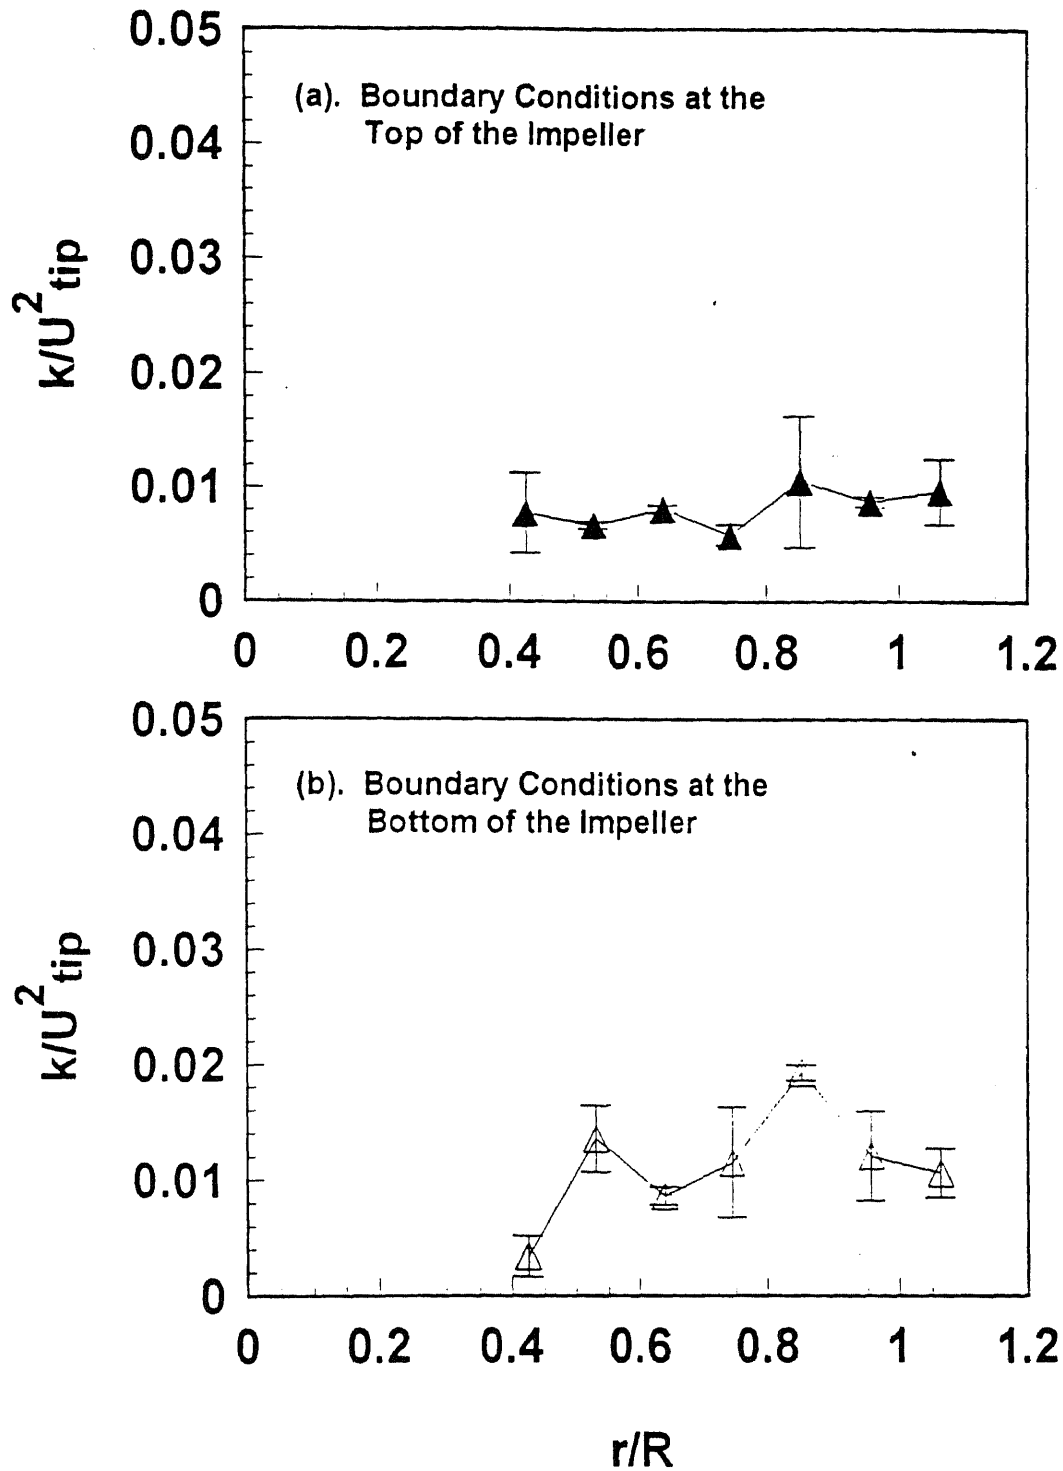 0.05
(a). Boundary Conditions at the
Top of the Impeller
0.04
0.03
k/U²tip
0.02
0.01
0
0 0.2 0.4 0.6 0.8 1 1.2
0.05
(b). Boundary Conditions at the
Bottom of the Impeller
0.04
0.03
k/U²tip
0.02
0.01
0
0 0.2 0.4 0.6 0.8 1 1.2
r/R